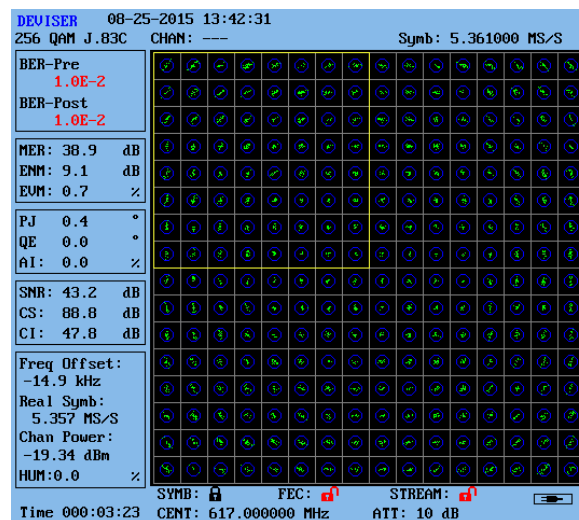 DEVISER 08-25-2015 13:42:31
256 QAM J.83C CHAN: --- Symb: 5.361000 MS/S
BER-Pre
1.0E-2
BER-Post
1.0E-2
MER: 38.9 dB
ENM: 9.1 dB
EVM: 0.7 %
PJ 0.4 °
QE 0.0 °
AI: 0.0 %
SNR: 43.2 dB
CS: 88.8 dB
CI: 47.8 dB
Freq Offset:
-14.9 kHz
Real Symb:
5.357 MS/S
Chan Power:
-19.34 dBm
HUM:0.0 %
SYMB: FEC: STREAM:
Time 000:03:23 CENT: 617.000000 MHz ATT: 10 dB